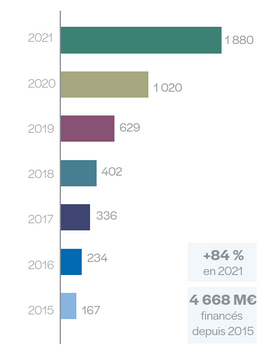 2021 1 880
2020 1 020
2019 629
2018 402
2017 336
2016 234
2015 167
+84 %
en 2021
4 668 M€
financés
depuis 2015